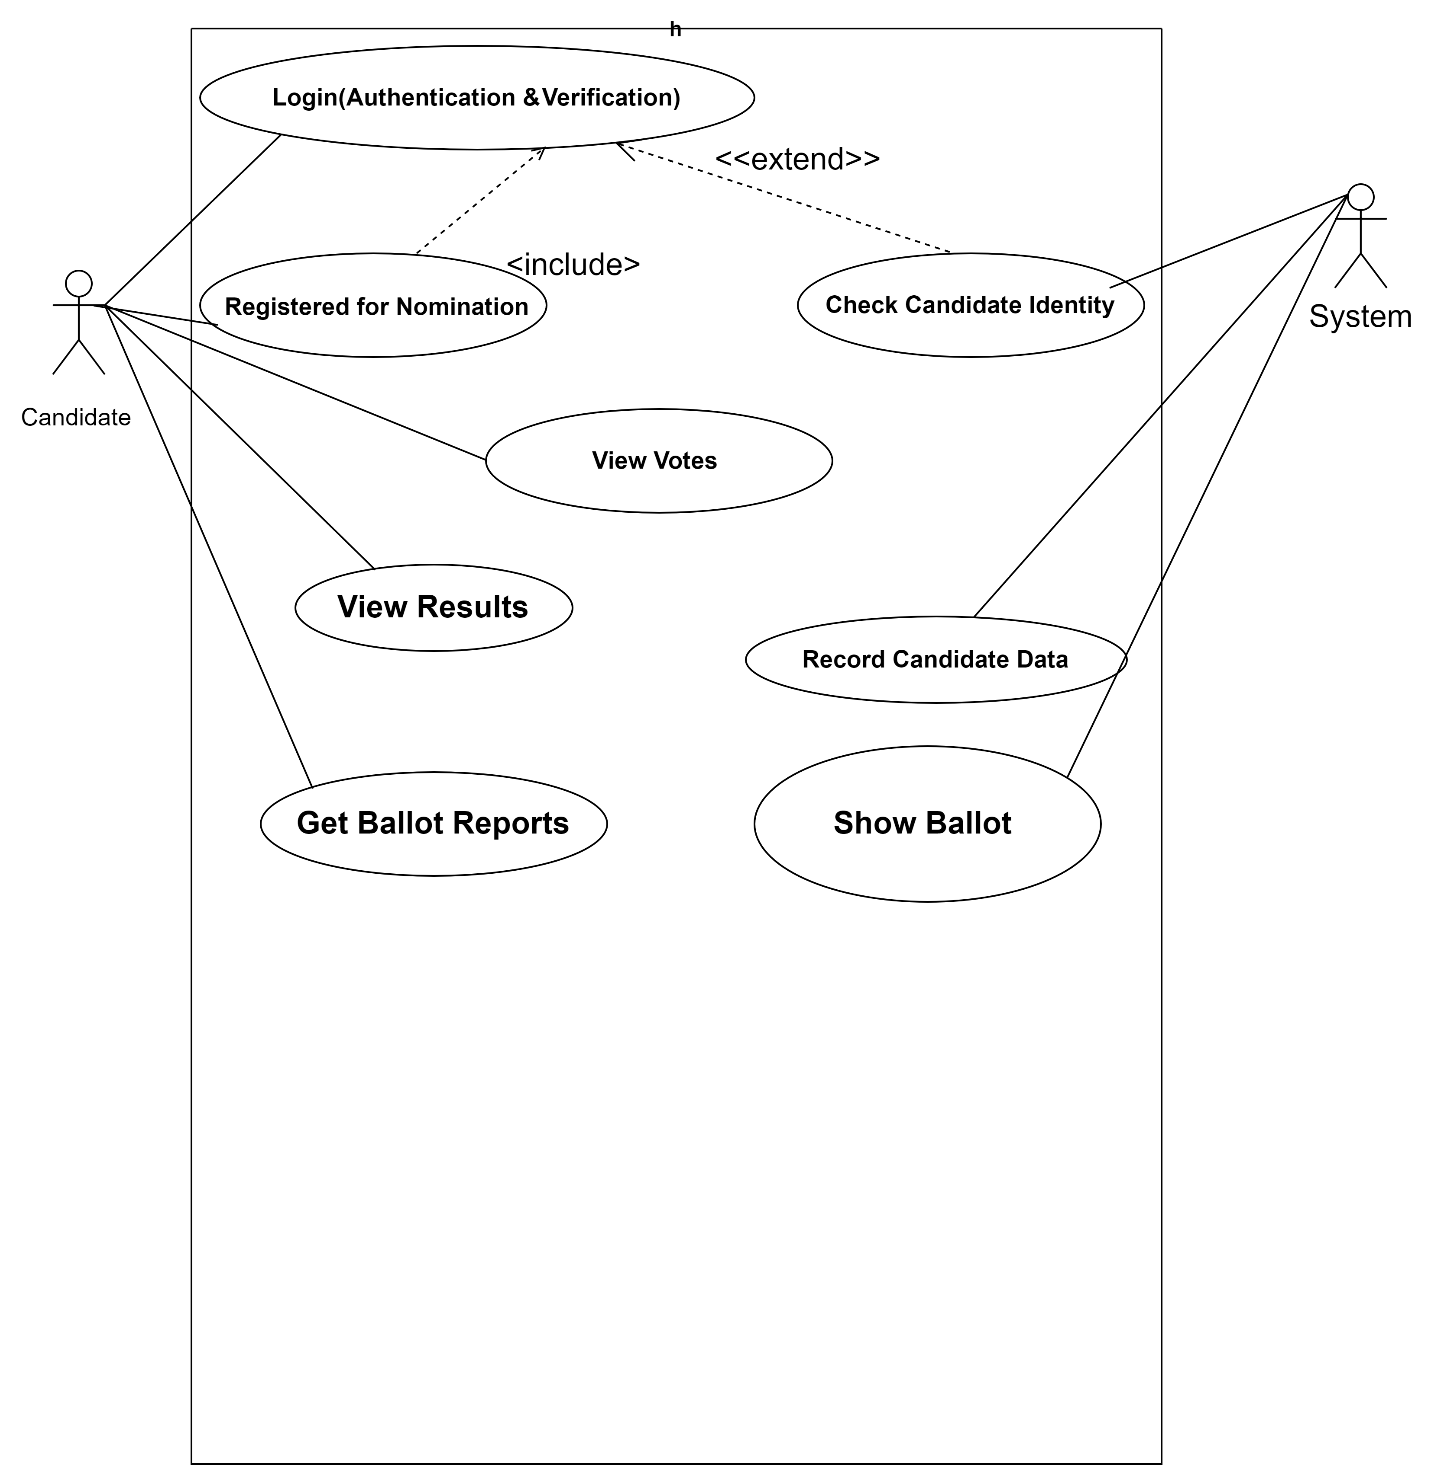 h
Login(Authentication &Verification)
<<extend>>
<include>
Registered for Nomination
Check Candidate Identity
System
Candidate
View Votes
View Results
Record Candidate Data
Get Ballot Reports
Show Ballot